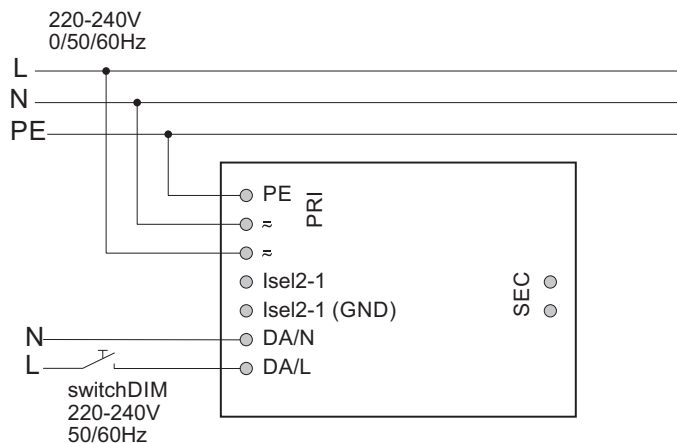 220-240V
0/50/60Hz
L
N
PE
PE
PRI
≂
≂
Isel2-1
Isel2-1 (GND)
SEC
N
DA/N
L
DA/L
switchDIM
220-240V
50/60Hz